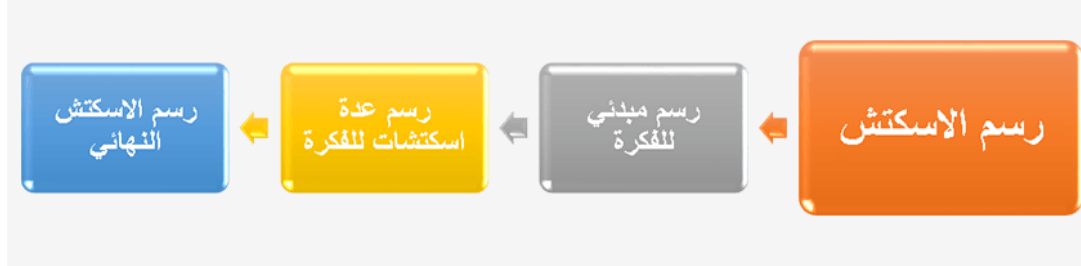 رسم الاسكتش
رسم مبدئي
للفكرة
رسم عدة
اسكتشات للفكرة
رسم الاسكتش
النهائي